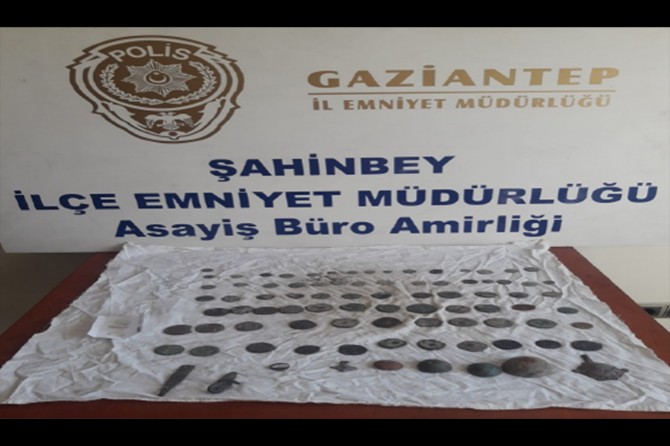 POLİS
GAZİANTEP
İL EMNİYET MÜDÜRLÜĞÜ
ŞAHİNBEY
İLÇE EMNİYET MÜDÜRLÜĞÜ
Asayiş Büro Amirliği